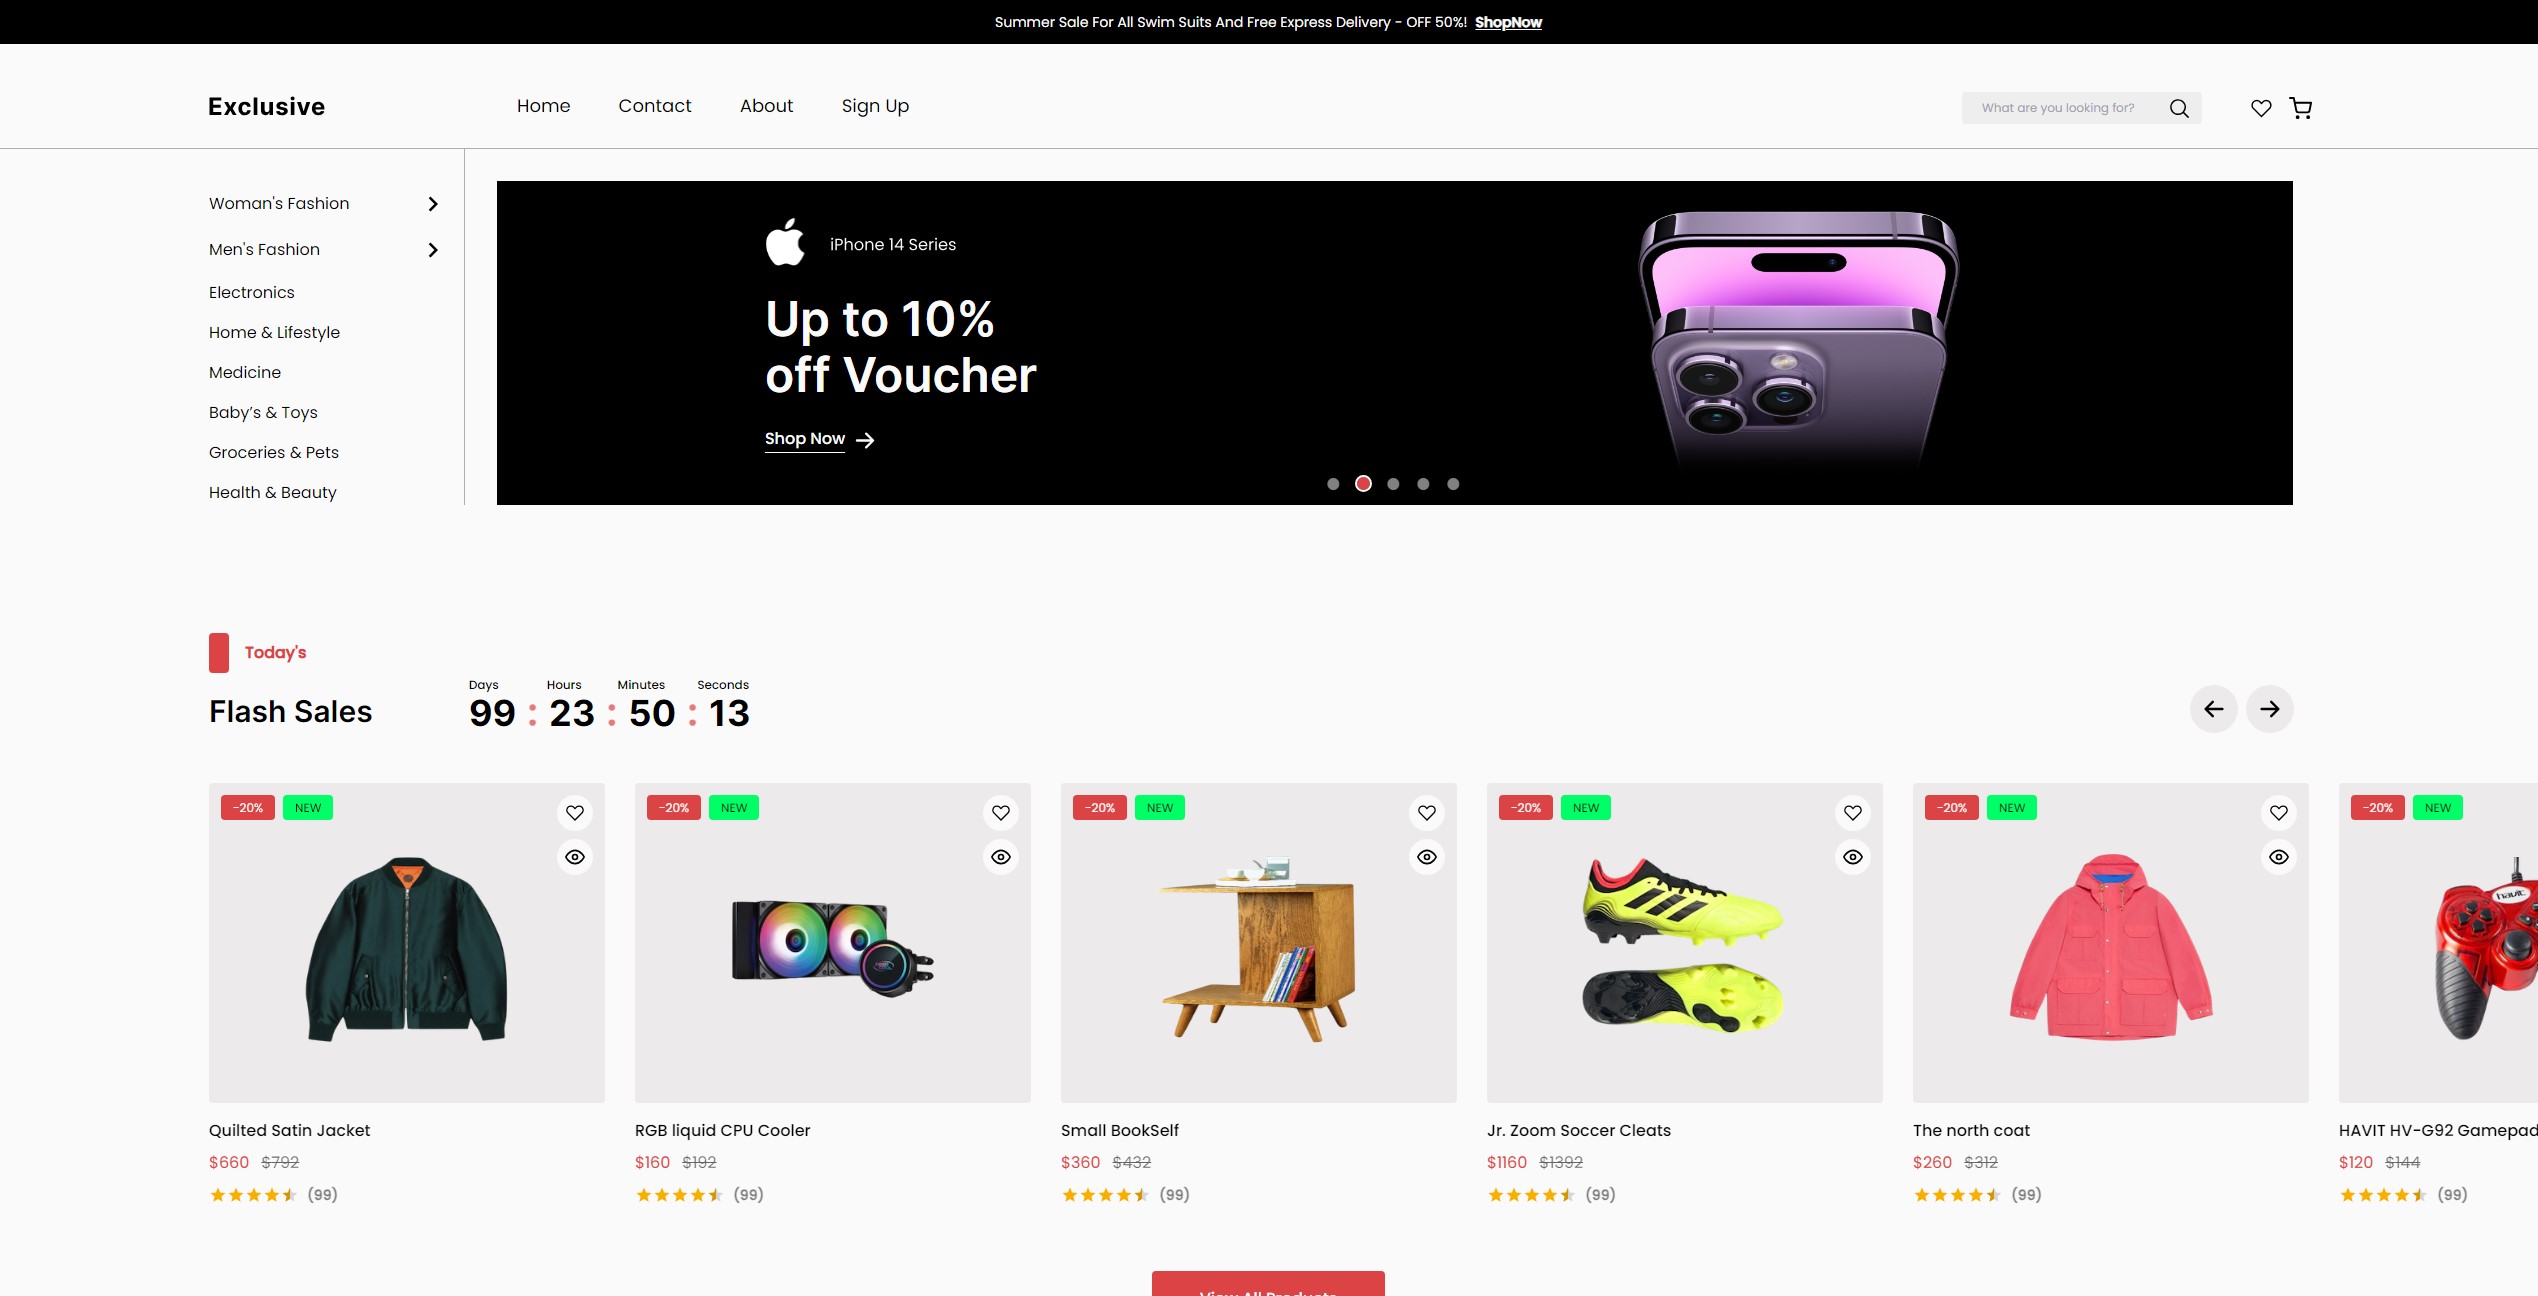 Summer Sale For All Swim Suits And Free Express Delivery - OFF 50%! ShopNow
Exclusive
Home
Contact
About
Sign Up
What are you looking for?
Woman's Fashion
Men's Fashion
Electronics
Home & Lifestyle
Medicine
Baby’s & Toys
Groceries & Pets
Health & Beauty
iPhone 14 Series
Up to 10%
off Voucher
Shop Now
Today's
Flash Sales
Days Hours Minutes Seconds
99 : 23 : 50 : 13
-20% NEW
Quilted Satin Jacket
$660 $792
(99)
-20% NEW
RGB liquid CPU Cooler
$160 $192
(99)
-20% NEW
Small BookSelf
$360 $432
(99)
-20% NEW
Jr. Zoom Soccer Cleats
$1160 $1392
(99)
-20% NEW
The north coat
$260 $312
(99)
-20% NEW
havit
HAVIT HV-G92 Gamepad
$120 $144
(99)
View All Products